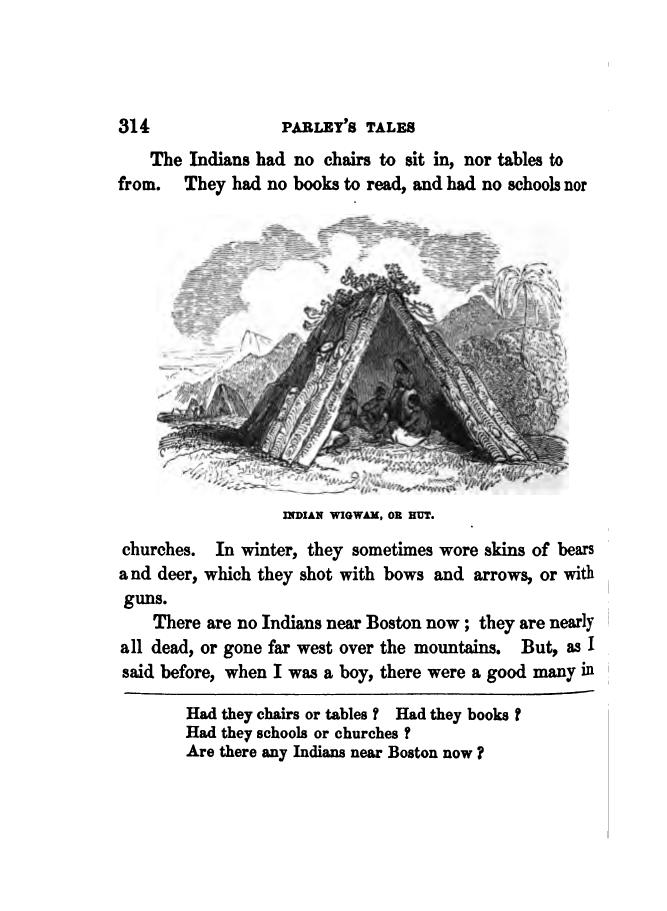 314
PARLEY'S TALES
The Indians had no chairs to sit in, nor tables to
from. They had no books to read, and had no schools nor
INDIAN WIGWAM, OR HUT.
churches. In winter, they sometimes wore skins of bears
and deer, which they shot with bows and arrows, or with
guns.
There are no Indians near Boston now ; they are nearly
all dead, or gone far west over the mountains. But, as I
said before, when I was a boy, there were a good many in
Had they chairs or tables ? Had they books ?
Had they schools or churches ?
Are there any Indians near Boston now ?